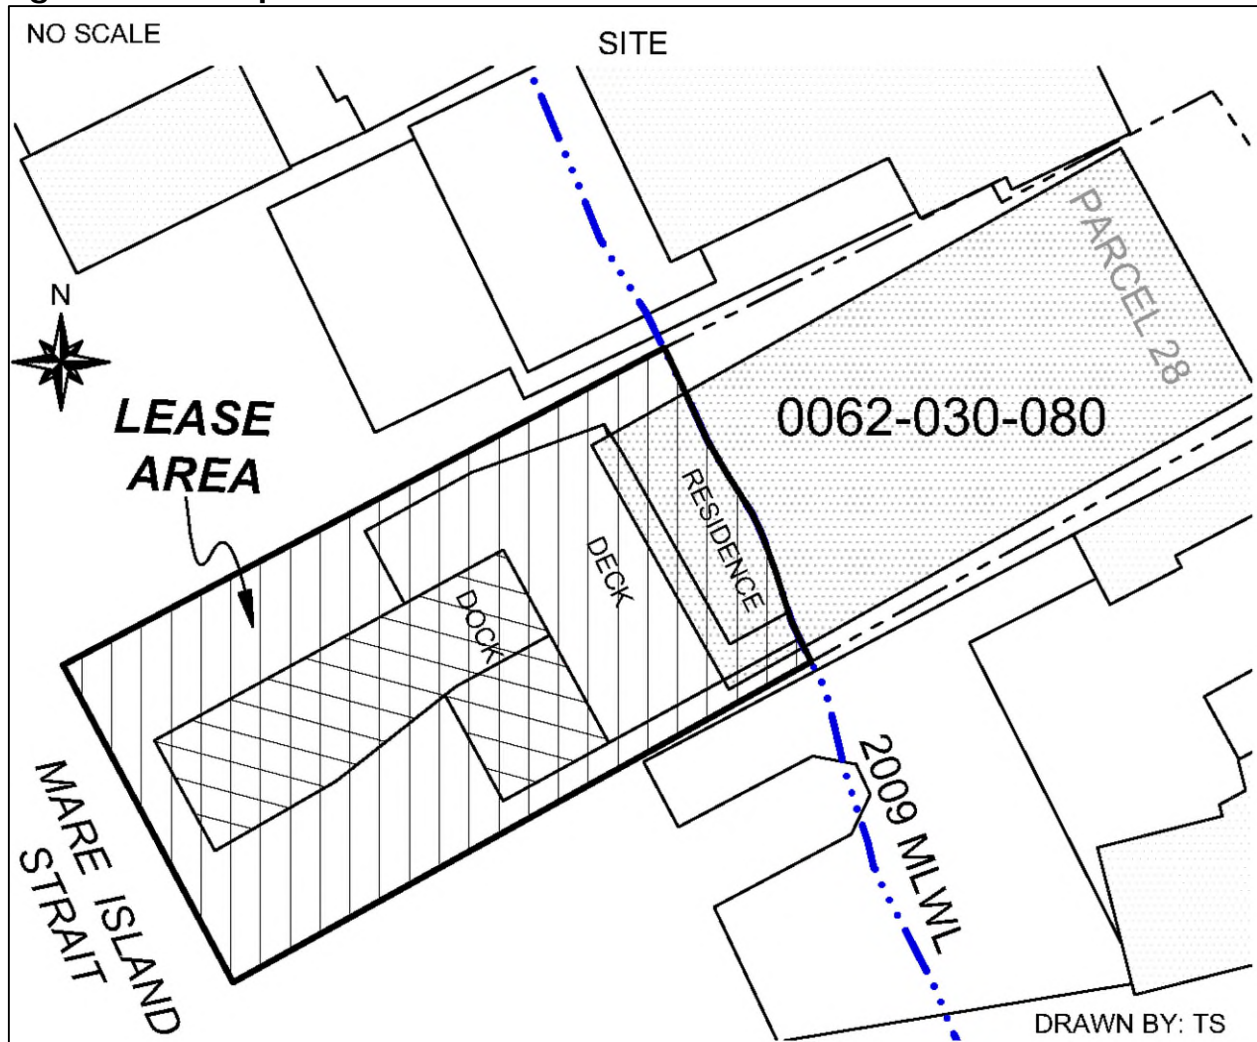 NO SCALE
SITE
N
LEASE
AREA
PARCEL 28
0062-030-080
RESIDENCE
DECK
DOCK
MARE ISLAND
STRAIT
2009 MLWL
DRAWN BY: TS